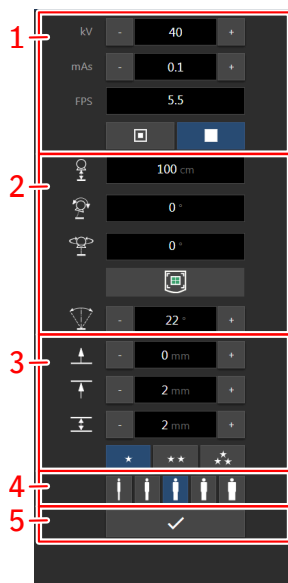 1
kV - 40 +
mAs - 0.1 +
FPS 5.5
2
100 cm
0 °
0 °
- 22 ° +
3
- 0 mm +
- 2 mm +
- 2 mm +
4
5